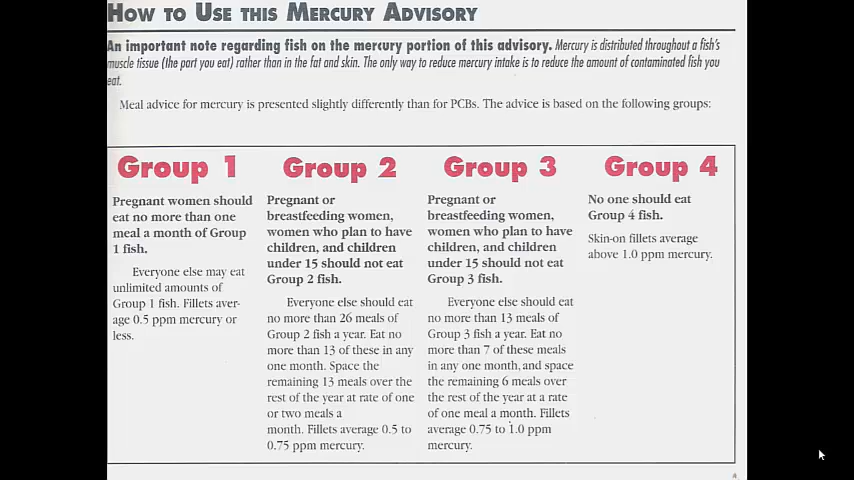 HOW TO USE THIS MERCURY ADVISORY
An important note regarding fish on the mercury portion of this advisory. Mercury is distributed throughout a fish's
muscle tissue (the part you eat) rather than in the fat and skin. The only way to reduce mercury intake is to reduce the amount of contaminated fish you
eat.
Meal advice for mercury is presented slightly differently than for PCBs. The advice is based on the following groups:
Group 1
Pregnant women should
eat no more than one
meal a month of Group
1 fish.
Everyone else may eat
unlimited amounts of
Group 1 fish. Fillets aver-
age 0.5 ppm mercury or
less.
Group 2
Pregnant or
breastfeeding women,
women who plan to have
children, and children
under 15 should not eat
Group 2 fish.
Everyone else should eat
no more than 26 meals of
Group 2 fish a year. Eat no
more than 13 of these in any
one month. Space the
remaining 13 meals over the
rest of the year at rate of one
or two meals a
month. Fillets average 0.5 to
0.75 ppm mercury.
Group 3
Pregnant or
breastfeeding women,
women who plan to have
children, and children
under 15 should not eat
Group 3 fish.
Everyone else should eat
no more than 13 meals of
Group 3 fish a year. Eat no
more than 7 of these meals
in any one month, and space
the remaining 6 meals over
the rest of the year at a rate
of one meal a month. Fillets
average 0.75 to 1.0 ppm
mercury.
Group 4
No one should eat
Group 4 fish.
Skin-on fillets average
above 1.0 ppm mercury.